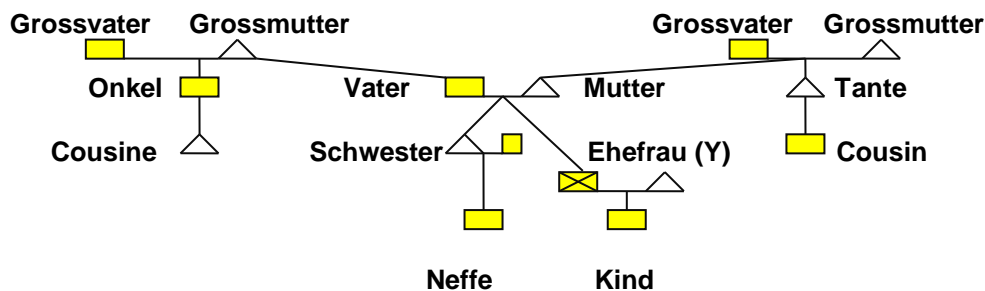 Grossvater Grossmutter Grossvater Grossmutter
Onkel Vater Mutter Tante
Cousine Schwester Ehefrau (Y) Cousin
Neffe Kind